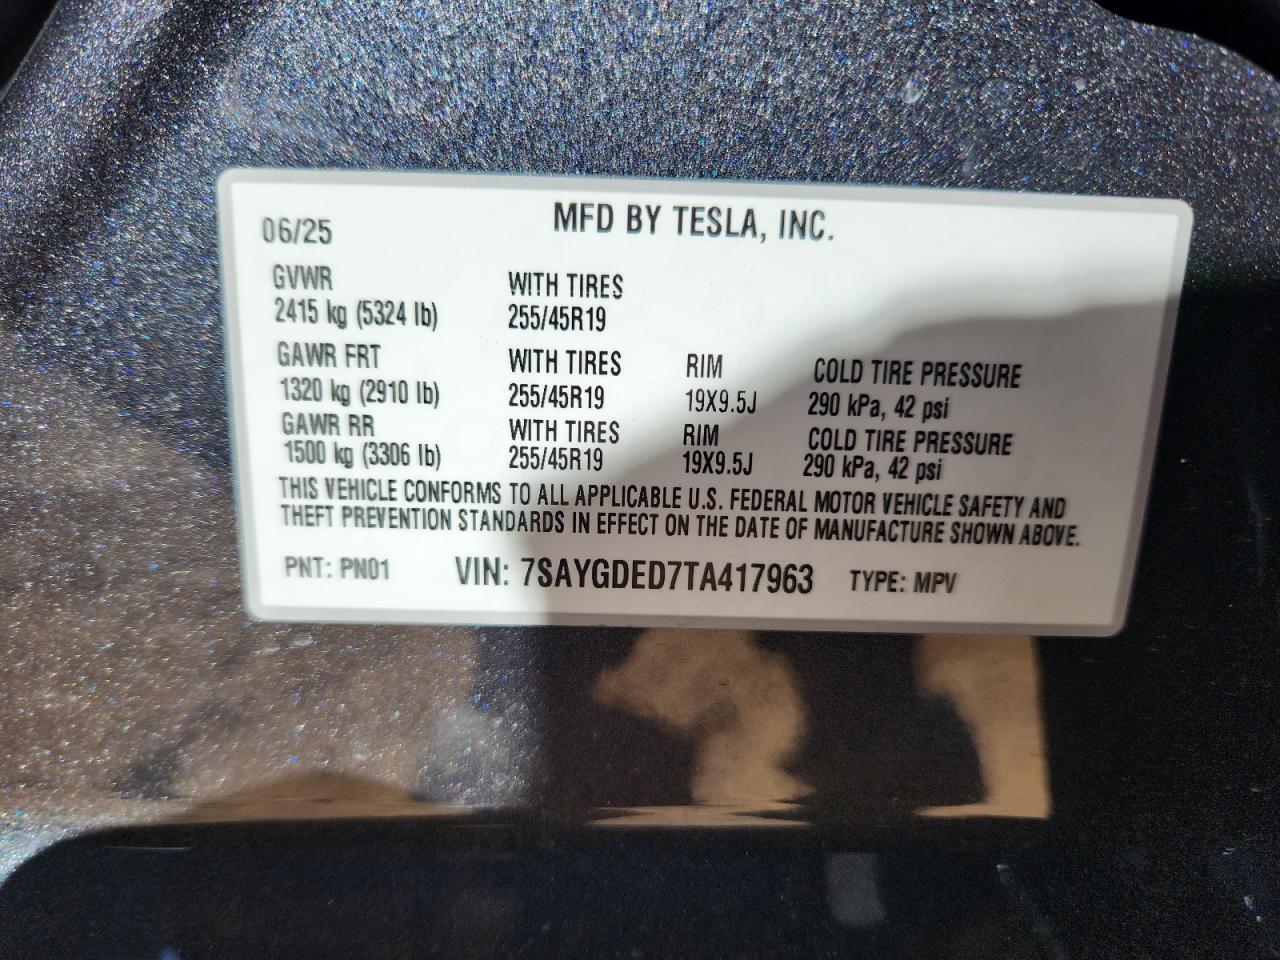 06/25 MFD BY TESLA, INC.
GVWR WITH TIRES
2415 kg (5324 lb) 255/45R19
GAWR FRT WITH TIRES RIM COLD TIRE PRESSURE
1320 kg (2910 lb) 255/45R19 19X9.5J 290 kPa, 42 psi
GAWR RR WITH TIRES RIM COLD TIRE PRESSURE
1500 kg (3306 lb) 255/45R19 19X9.5J 290 kPa, 42 psi
THIS VEHICLE CONFORMS TO ALL APPLICABLE U.S. FEDERAL MOTOR VEHICLE SAFETY AND
THEFT PREVENTION STANDARDS IN EFFECT ON THE DATE OF MANUFACTURE SHOWN ABOVE.
PNT: PN01 VIN: 7SAYGDED7TA417963 TYPE: MPV